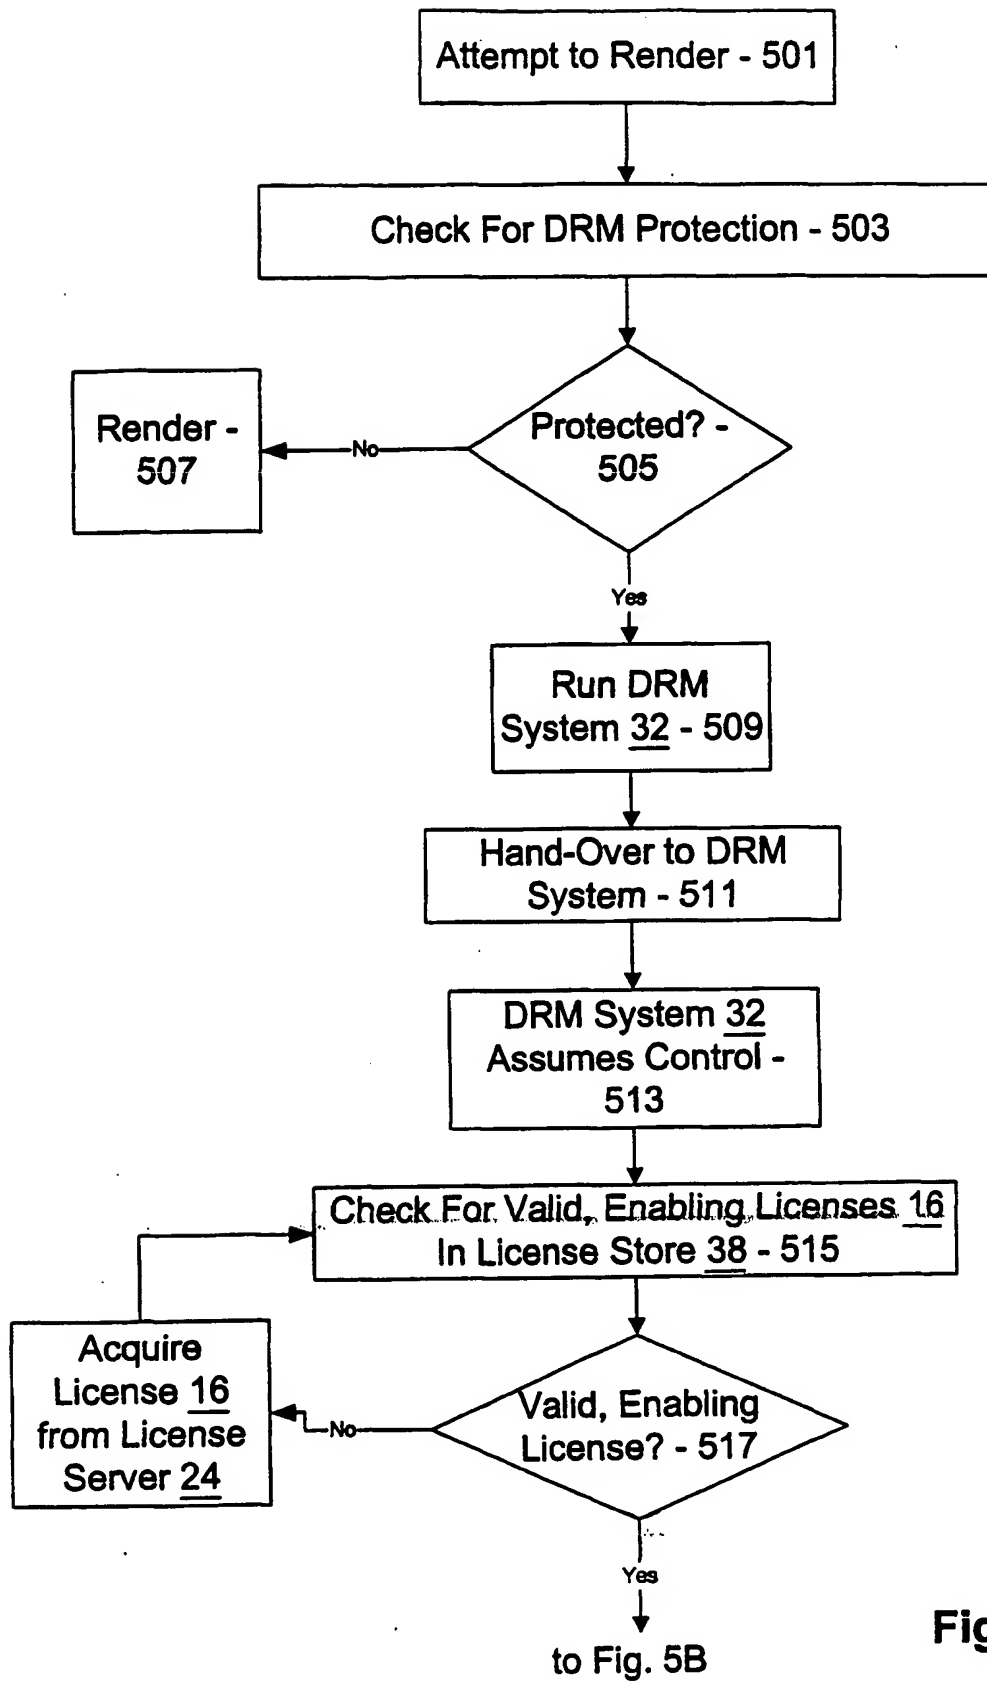 Attempt to Render - 501
Check For DRM Protection - 503
Protected? -
505
No
Render -
507
Yes
Run DRM
System 32 - 509
Hand-Over to DRM
System - 511
DRM System 32
Assumes Control -
513
Check For Valid, Enabling Licenses 16
In License Store 38 - 515
Valid, Enabling
License? - 517
No
Acquire
License 16
from License
Server 24
Yes
to Fig. 5B
Fig